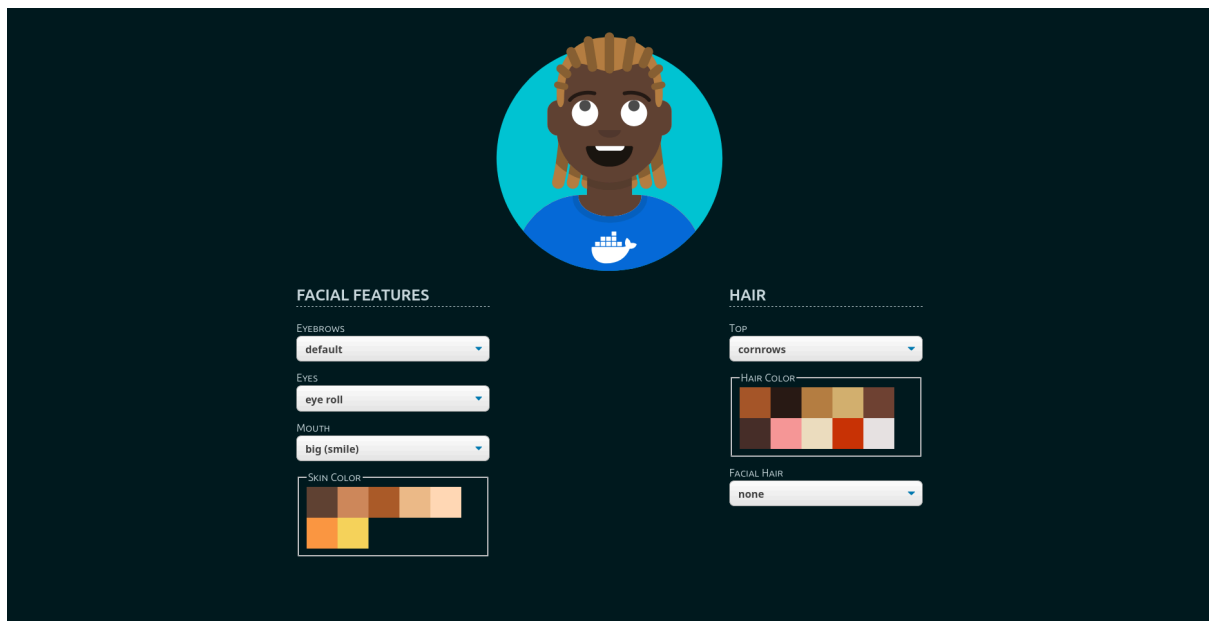 FACIAL FEATURES
Eyebrows
default
Eyes
eye roll
Mouth
big (smile)
Skin Color
HAIR
Top
cornrows
Hair Color
Facial Hair
none